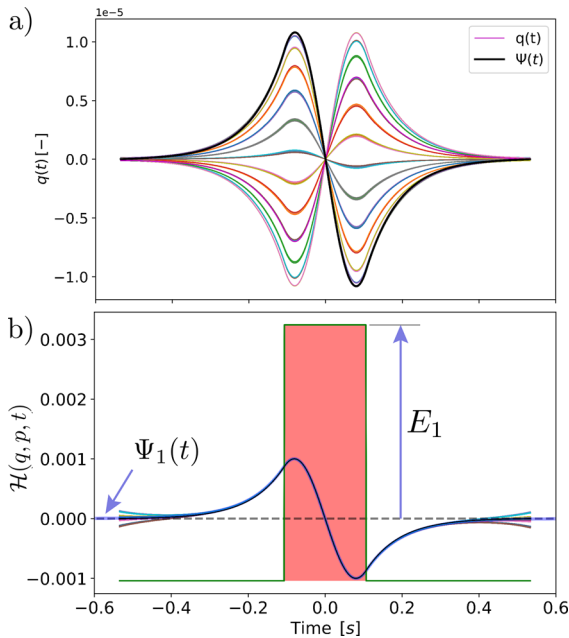 a)
1e−5
1.0
0.5
0.0
−0.5
−1.0
q(t) [−]
q(t)
Ψ(t)
b)
0.003
0.002
0.001
0.000
−0.001
ℋ(q, p, t)
Ψ₁(t)
E₁
−0.6
−0.4
−0.2
0.0
0.2
0.4
0.6
Time [s]